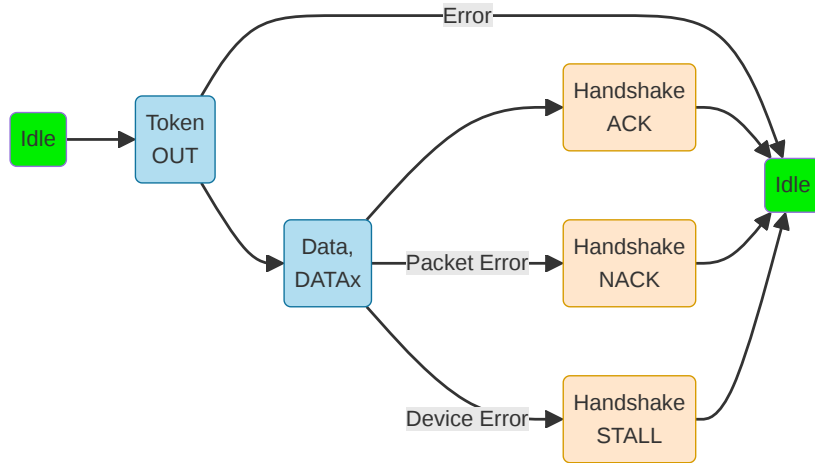 Error
Idle
Token
OUT
Handshake
ACK
Idle
Data,
DATAx
Packet Error
Handshake
NACK
Device Error
Handshake
STALL